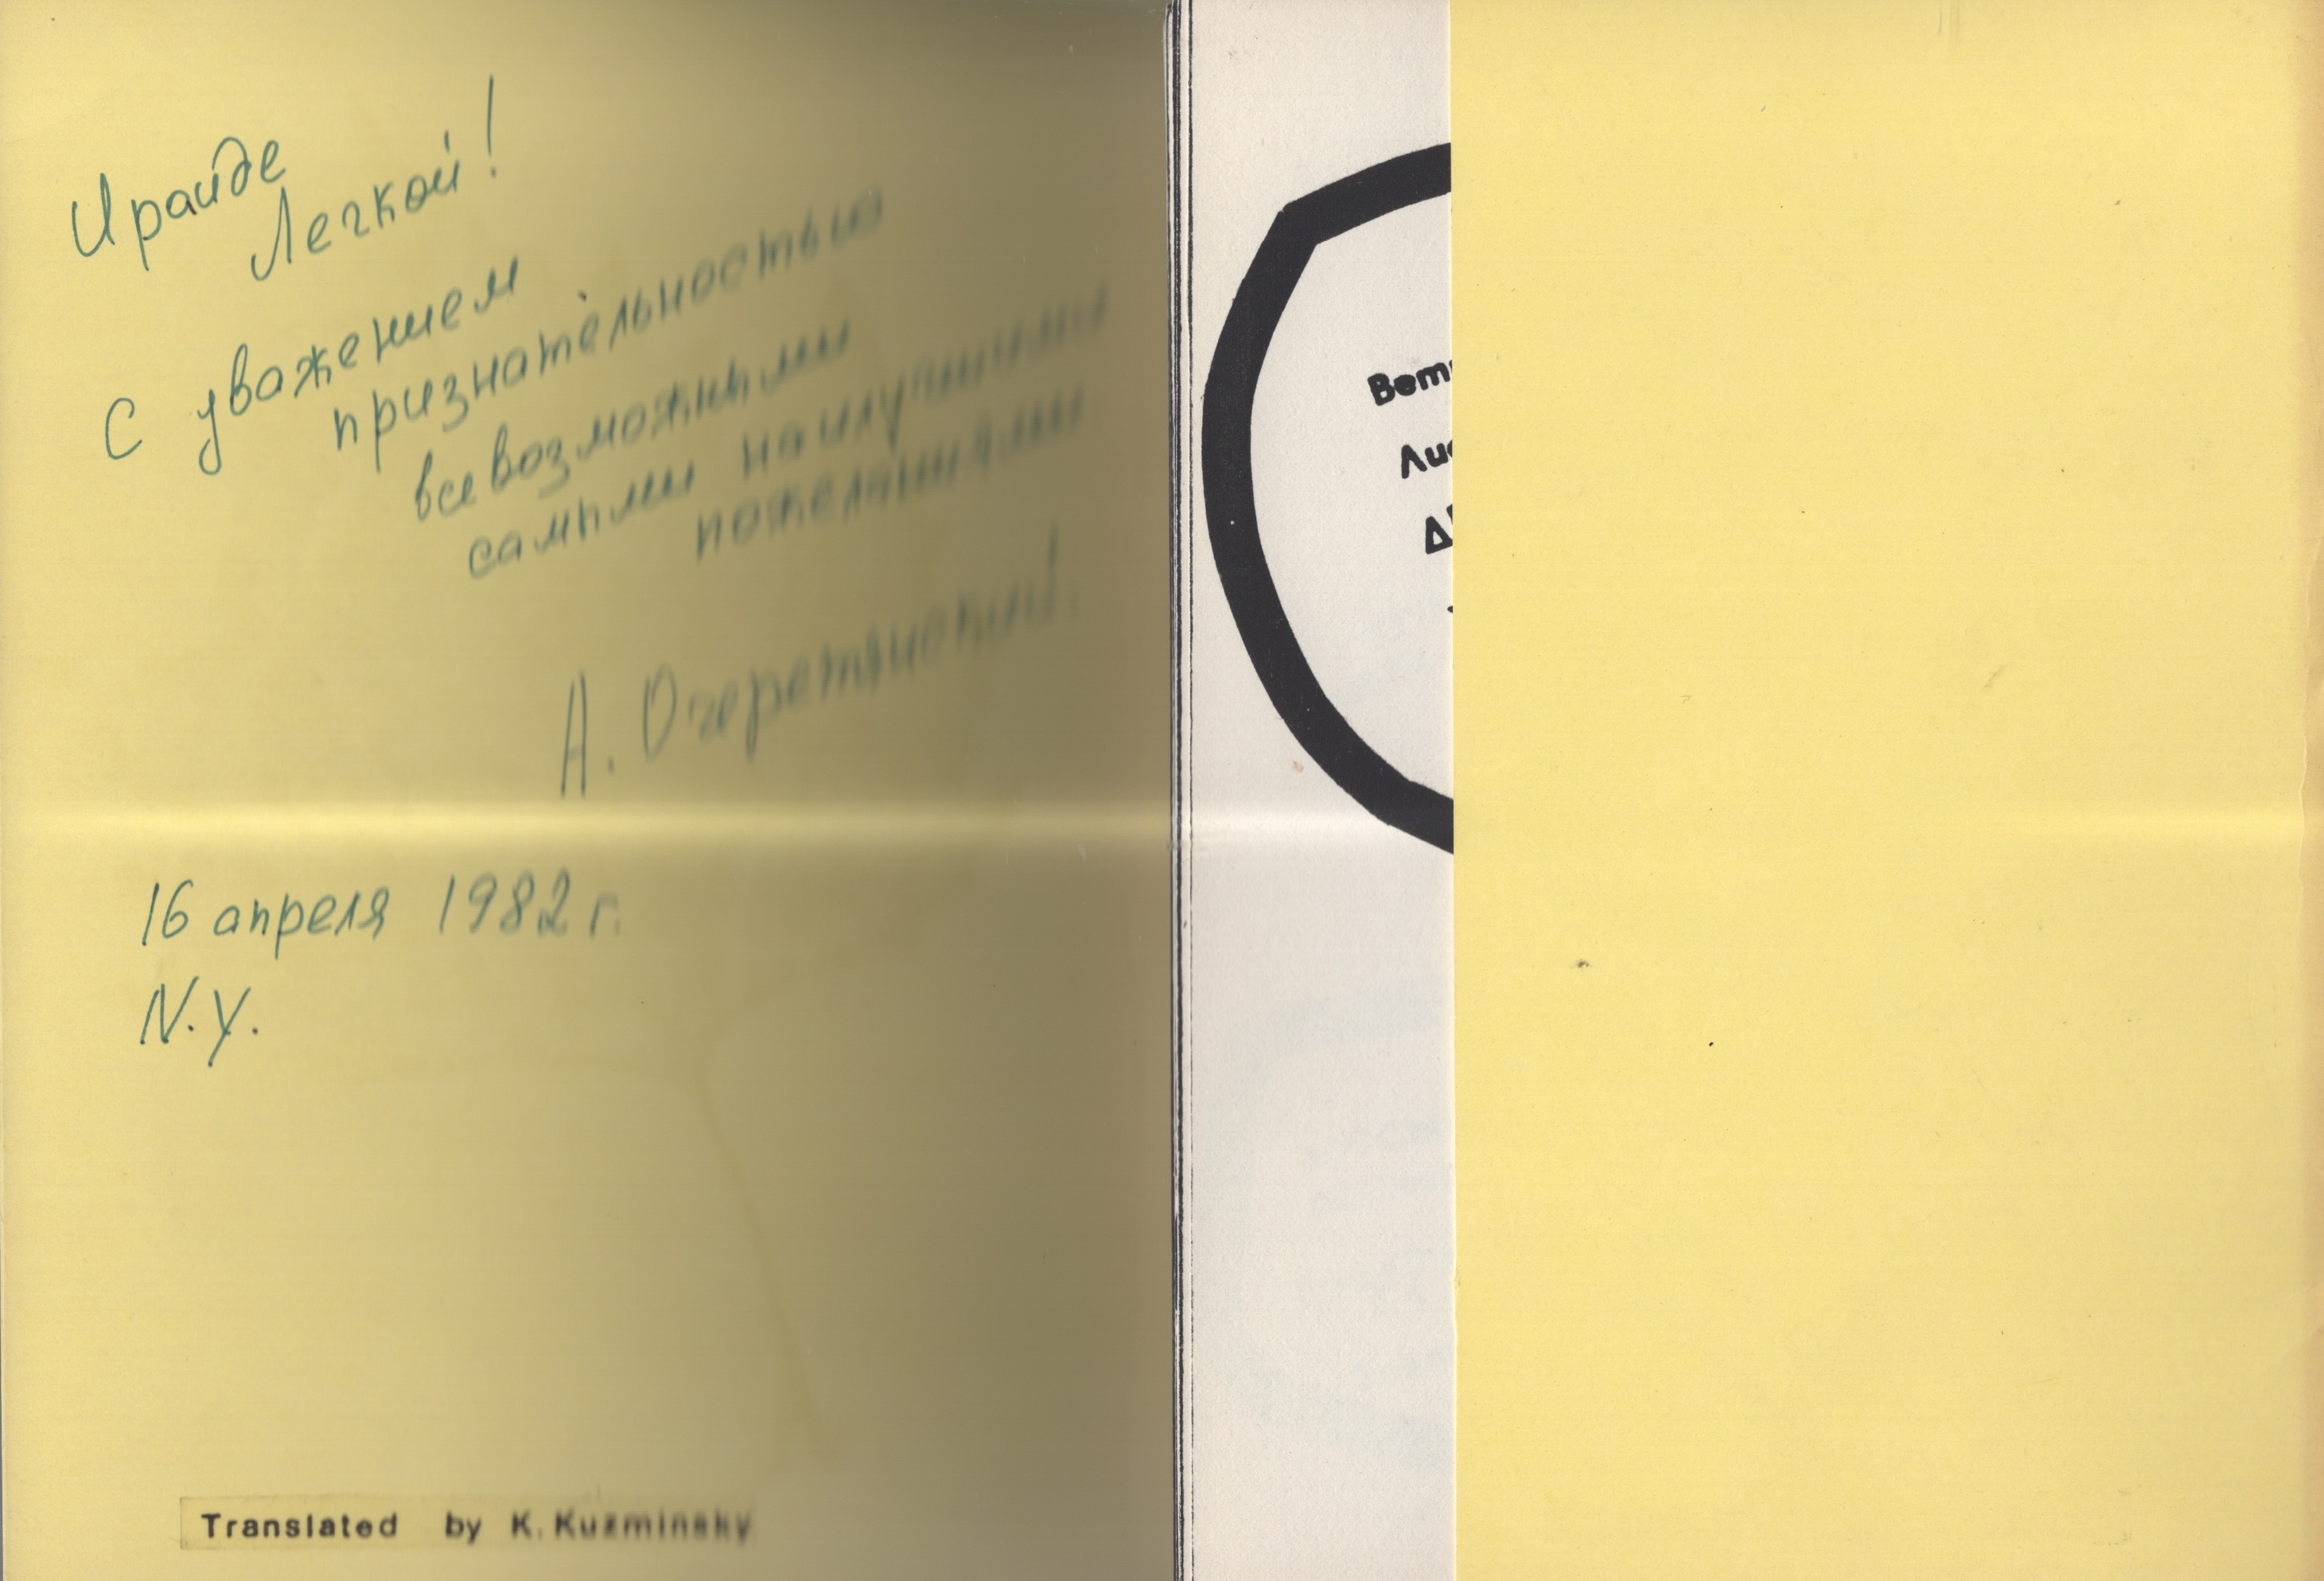 Ираиде
Легкой!
С уважением
признательностью
всевозможными
самыми наилучшими
пожеланиями.
А. Очеретянский.
16 апреля 1982 г.
N.Y.
Translated by K. Kuzminsky